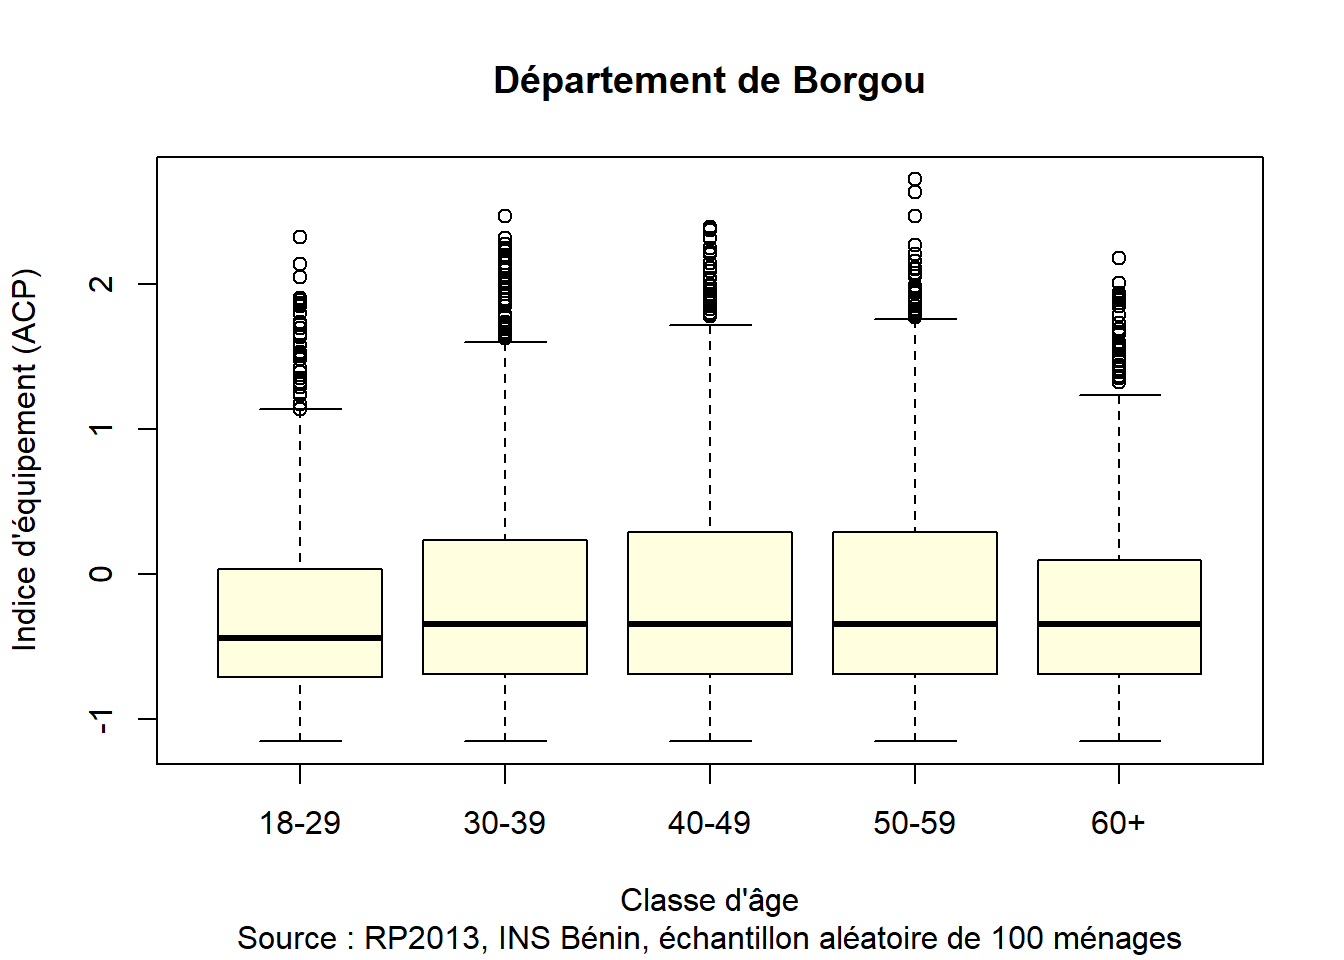 Département de Borgou
Indice d'équipement (ACP)
2
1
0
-1
18-29
30-39
40-49
50-59
60+
Classe d'âge
Source : RP2013, INS Bénin, échantillon aléatoire de 100 ménages